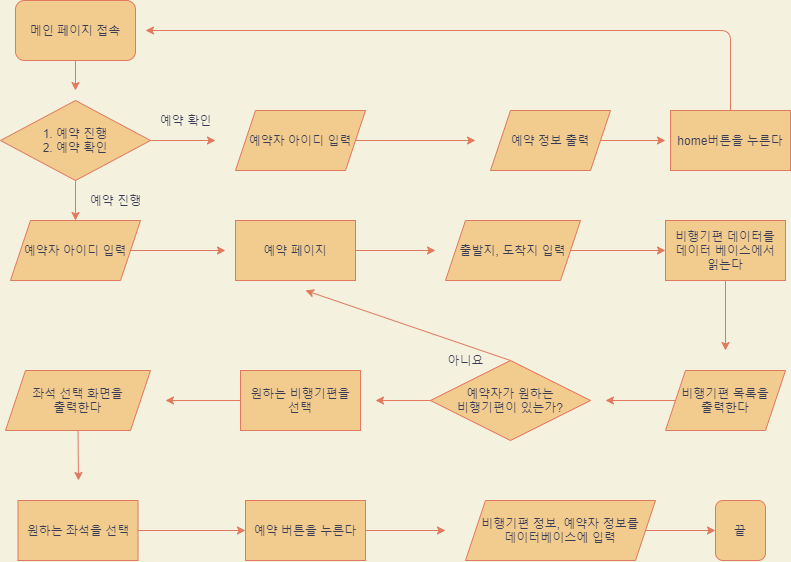 메인 페이지 접속
1. 예약 진행
2. 예약 확인
예약 확인
예약자 아이디 입력
예약 정보 출력
home버튼을 누른다
예약 진행
예약자 아이디 입력
예약 페이지
출발지, 도착지 입력
비행기편 데이터를
데이터 베이스에서
읽는다
비행기편 목록을
출력한다
아니요
예약자가 원하는
비행기편이 있는가?
원하는 비행기편을
선택
좌석 선택 화면을
출력한다
원하는 좌석을 선택
예약 버튼을 누른다
비행기편 정보, 예약자 정보를
데이터베이스에 입력
끝